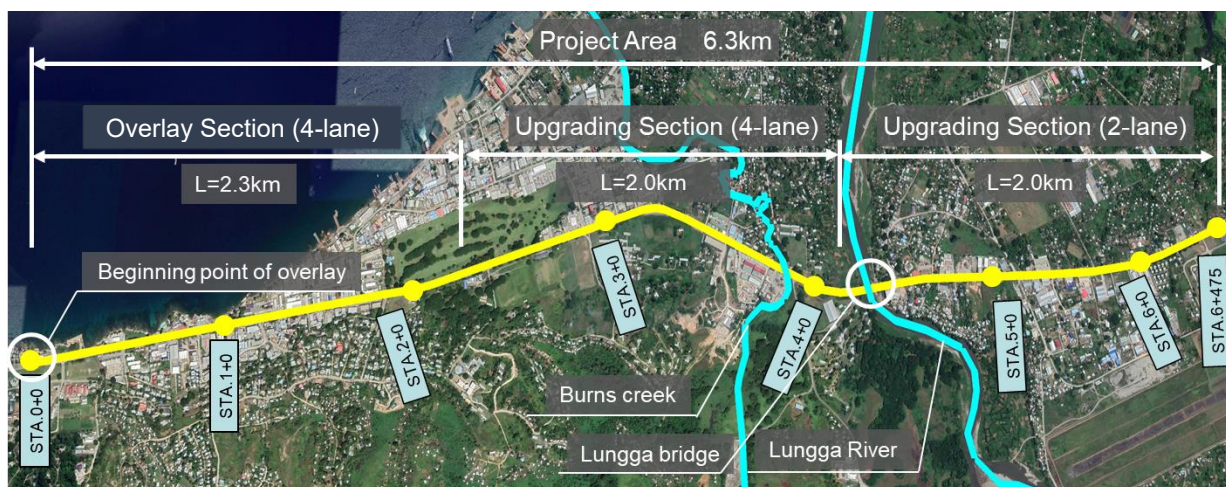 Project Area 6.3km
Overlay Section (4-lane)
Upgrading Section (4-lane)
Upgrading Section (2-lane)
L=2.3km
L=2.0km
L=2.0km
Beginning point of overlay
STA.0+0
STA.1+0
STA.2+0
STA.3+0
STA.4+0
STA.5+0
STA.6+0
STA.6+475
Burns creek
Lungga bridge
Lungga River